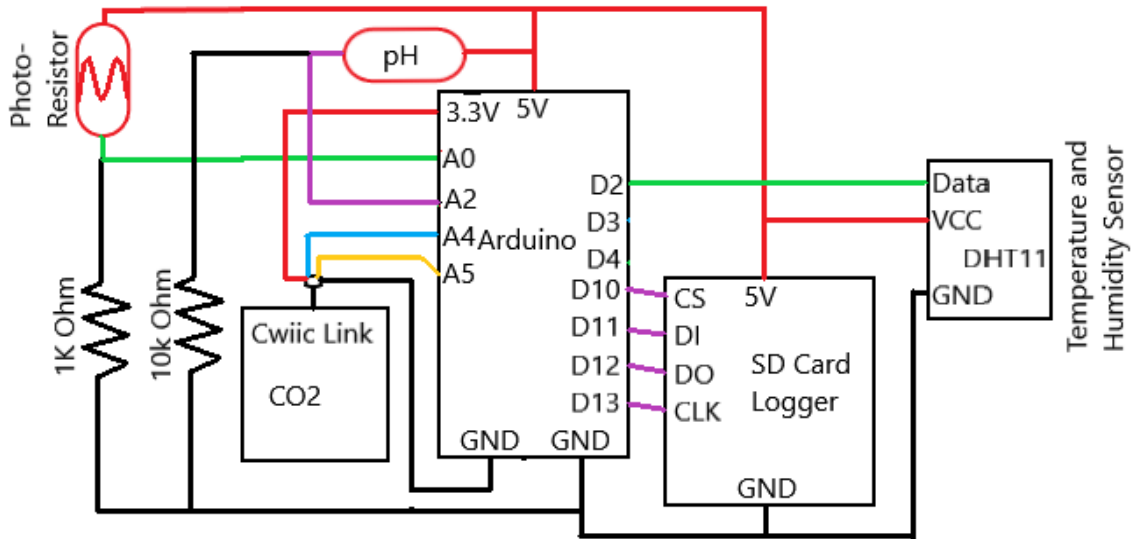 Photo-
Resistor
pH
3.3V
5V
A0
A2
A4
A5
Arduino
D2
D3
D4
D10
D11
D12
D13
GND
GND
1K Ohm
10k Ohm
Cwiic Link
CO2
5V
CS
DI
DO
CLK
SD Card
Logger
GND
Data
VCC
DHT11
GND
Temperature and
Humidity Sensor